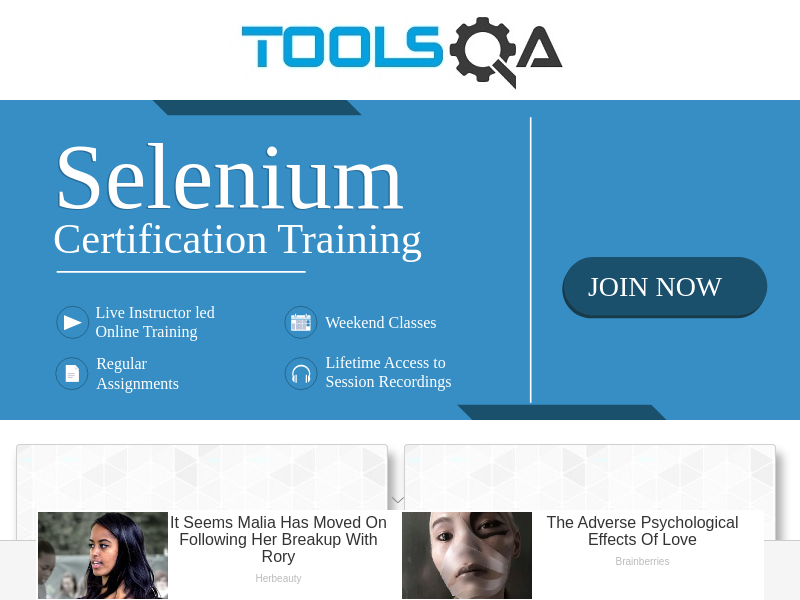 TOOLSQA
Selenium
Certification Training
JOIN NOW
Live Instructor led
Online Training
Weekend Classes
Regular
Assignments
Lifetime Access to
Session Recordings
It Seems Malia Has Moved On
Following Her Breakup With
Rory
Herbeauty
The Adverse Psychological
Effects Of Love
Brainberries